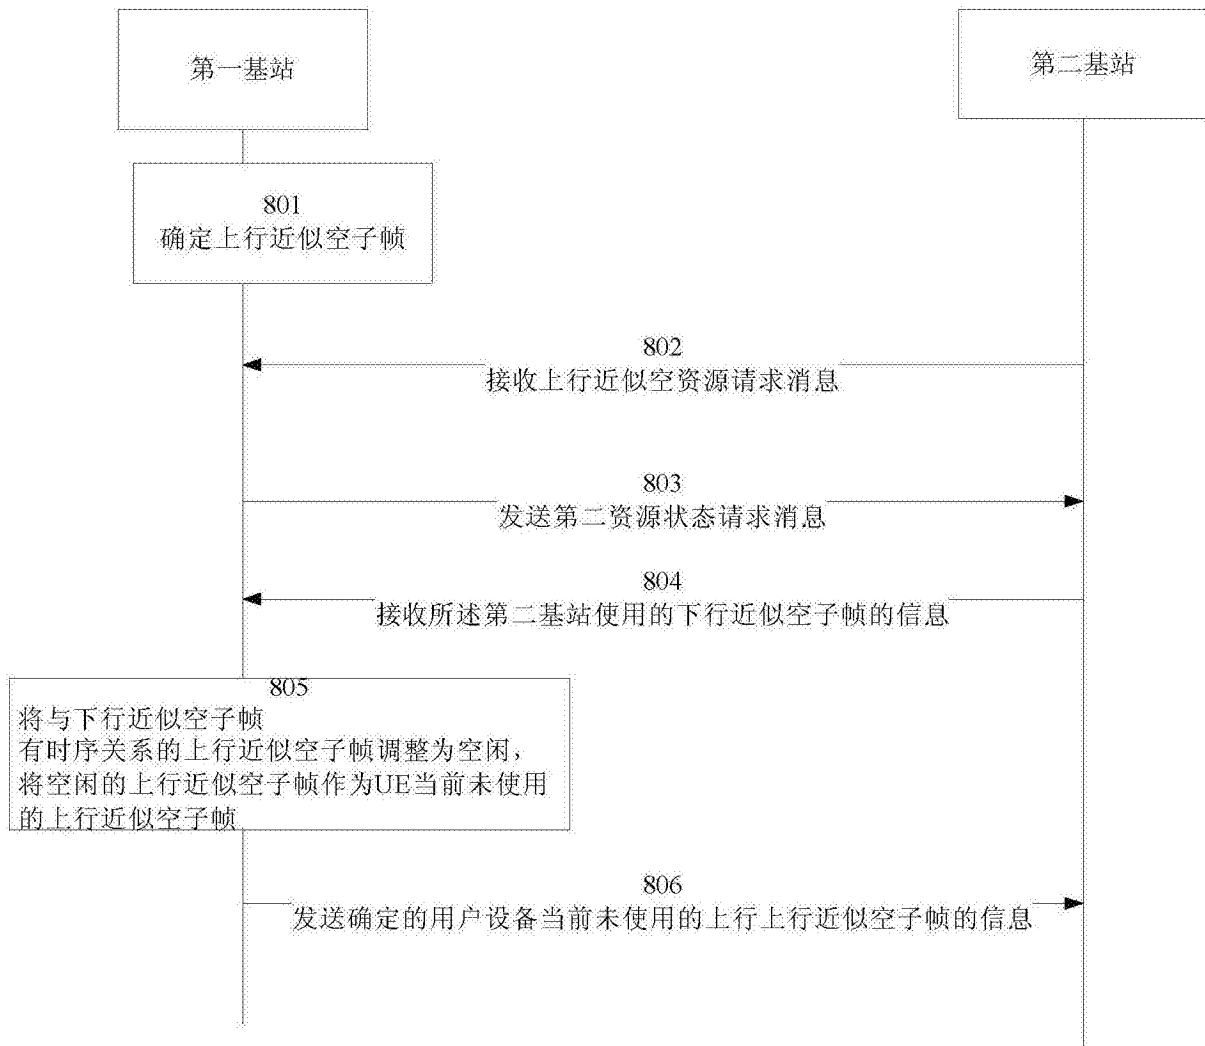 第一基站
第二基站
801
确定上行近似空子帧
802
接收上行近似空资源请求消息
803
发送第二资源状态请求消息
804
接收所述第二基站使用的下行近似空子帧的信息
805
将与下行近似空子帧
有时序关系的上行近似空子帧调整为空闲，
将空闲的上行近似空子帧作为UE当前未使用
的上行近似空子帧
806
发送确定的用户设备当前未使用的上行上行近似空子帧的信息